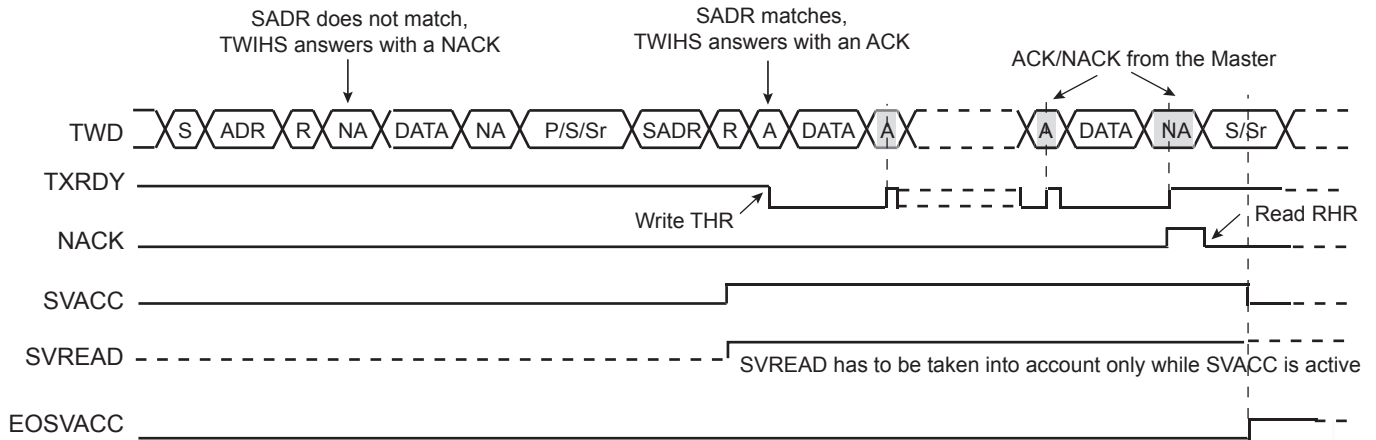 SADR does not match,
TWIHS answers with a NACK
SADR matches,
TWIHS answers with an ACK
ACK/NACK from the Master
TWD S ADR R NA DATA NA P/S/Sr SADR R A DATA A A DATA NA S/Sr
TXRDY
Write THR
Read RHR
NACK
SVACC
SVREAD
SVREAD has to be taken into account only while SVACC is active
EOSVACC